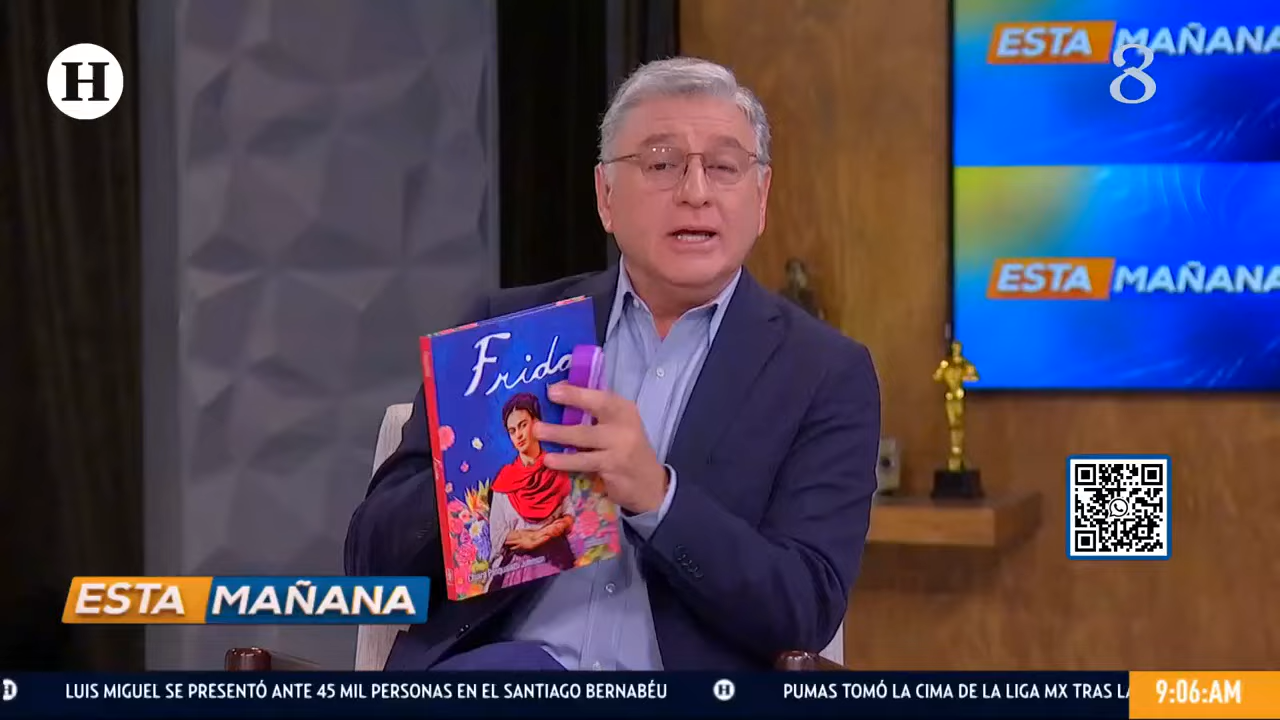 H
ESTA MAÑANA
8
ESTA MAÑANA
Frida
ESTA MAÑANA
LUIS MIGUEL SE PRESENTÓ ANTE 45 MIL PERSONAS EN EL SANTIAGO BERNABÉU
H
PUMAS TOMÓ LA CIMA DE LA LIGA MX TRAS
9:06:AM